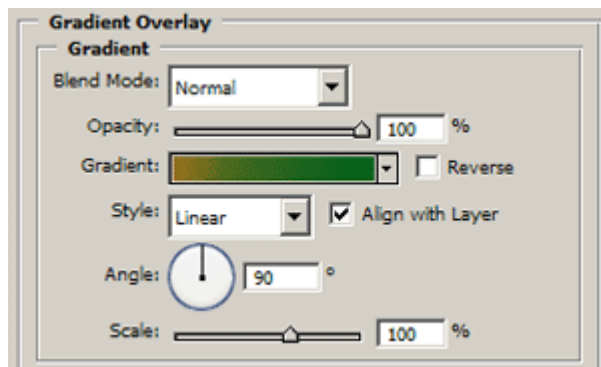 Gradient Overlay
Gradient
Blend Mode: Normal
Opacity: 100 %
Gradient: Reverse
Style: Linear Align with Layer
Angle: 90 °
Scale: 100 %